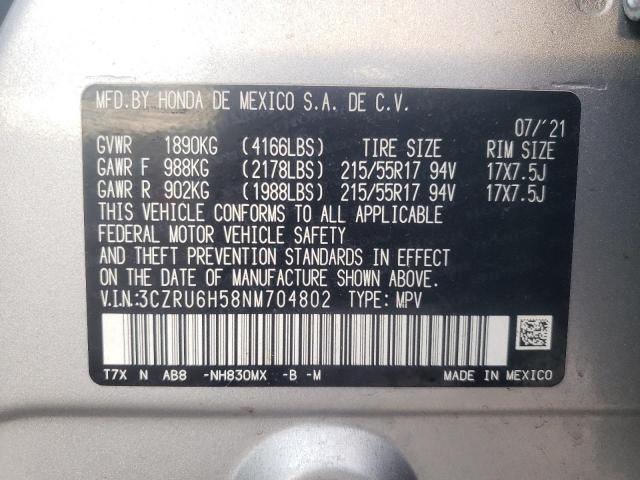 MFD.BY HONDA DE MEXICO S.A. DE C.V.
07/'21
GVWR 1890KG (4166LBS) TIRE SIZE RIM SIZE
GAWR F 988KG (2178LBS) 215/55R17 94V 17X7.5J
GAWR R 902KG (1988LBS) 215/55R17 94V 17X7.5J
THIS VEHICLE CONFORMS TO ALL APPLICABLE
FEDERAL MOTOR VEHICLE SAFETY
AND THEFT PREVENTION STANDARDS IN EFFECT
ON THE DATE OF MANUFACTURE SHOWN ABOVE.
V.I.N:3CZRU6H58NM704802 TYPE: MPV
T7X N AB8 -NH830MX -B -M MADE IN MEXICO